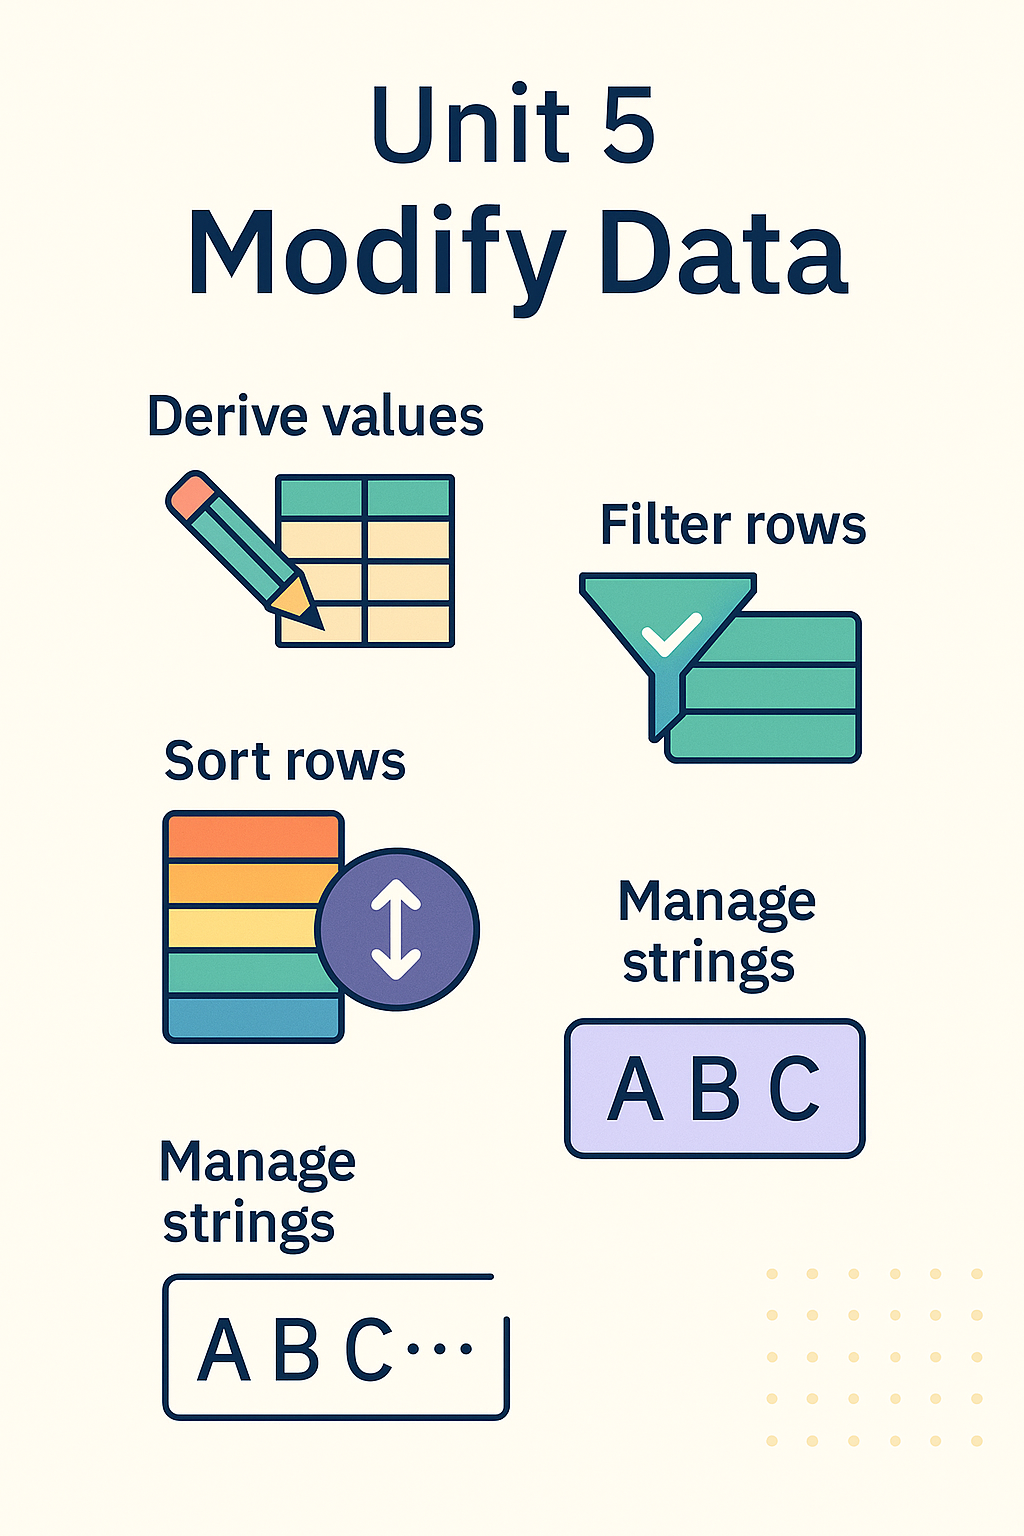 Unit 5
Modify Data
Derive values
Filter rows
Sort rows
Manage
strings
A B C
Manage
strings
A B C···